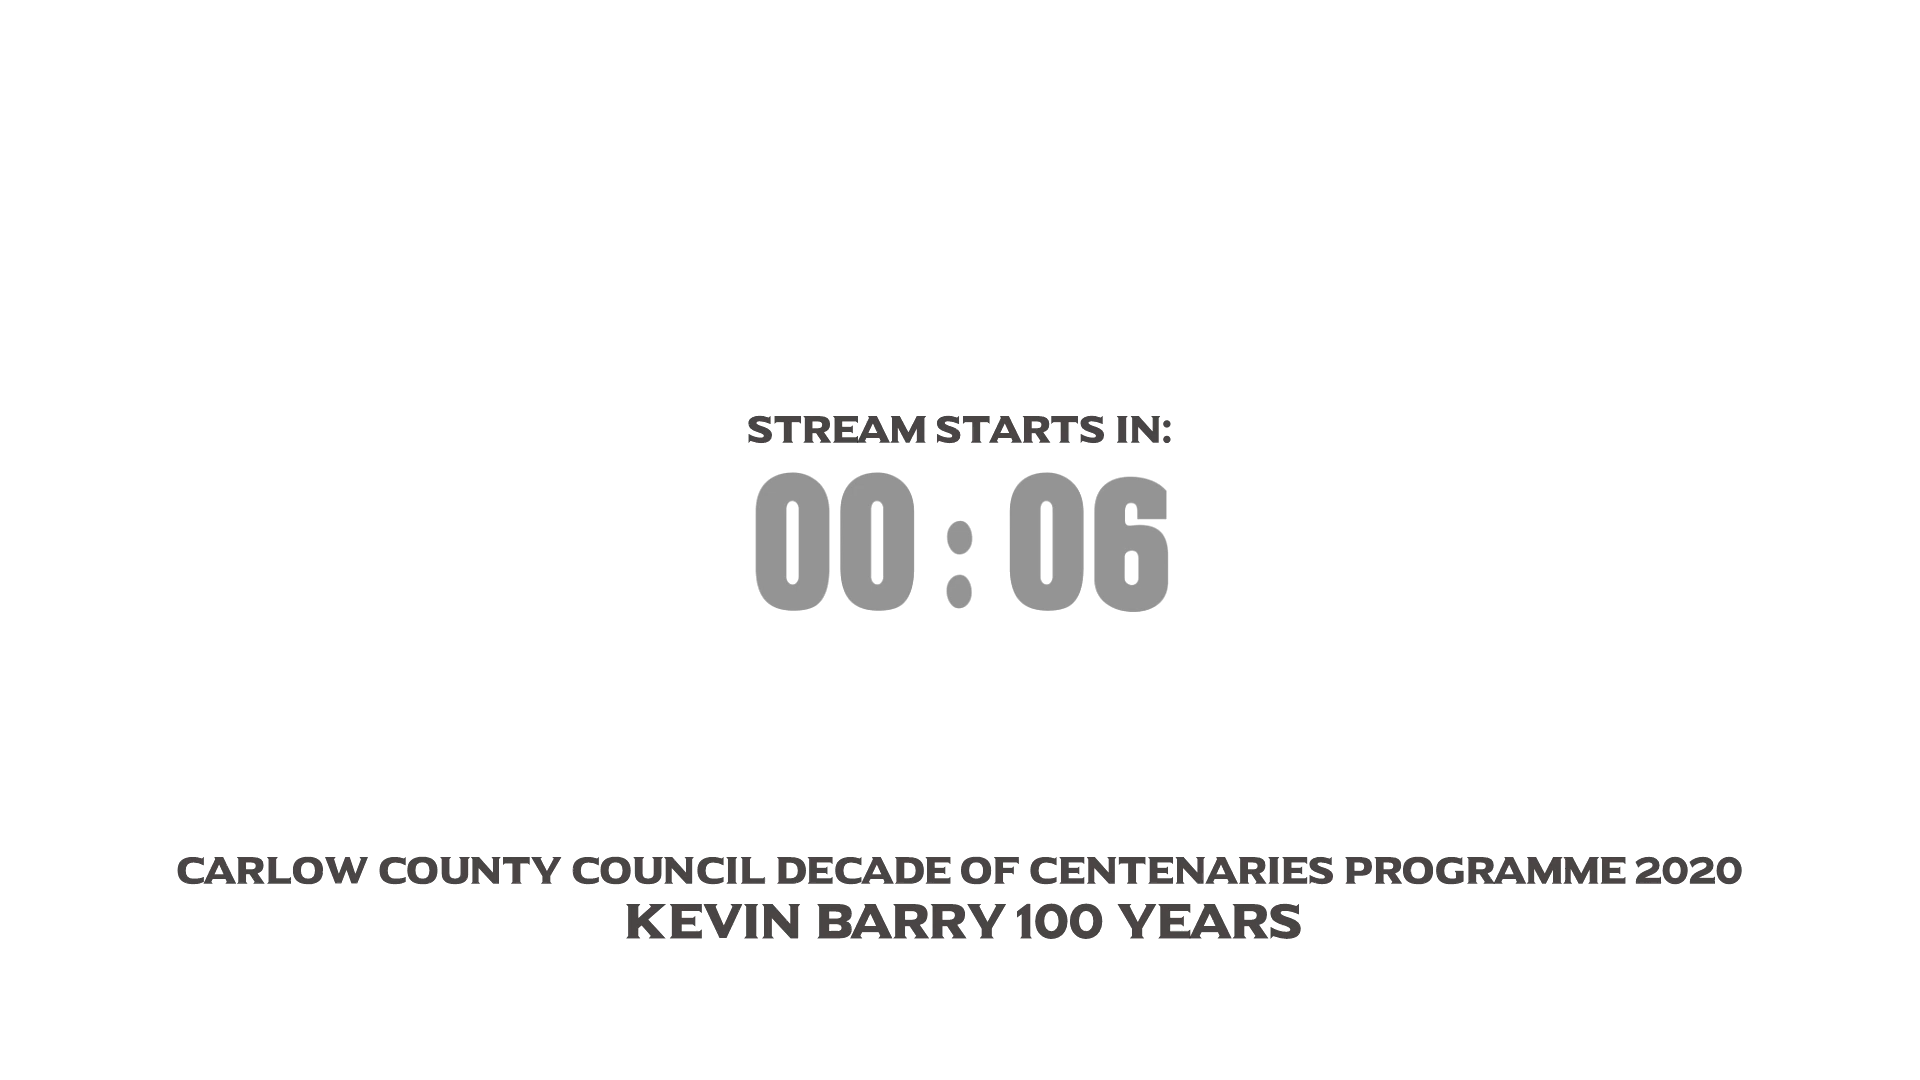 STREAM STARTS IN:
00:06
CARLOW COUNTY COUNCIL DECADE OF CENTENARIES PROGRAMME 2020
KEVIN BARRY 100 YEARS